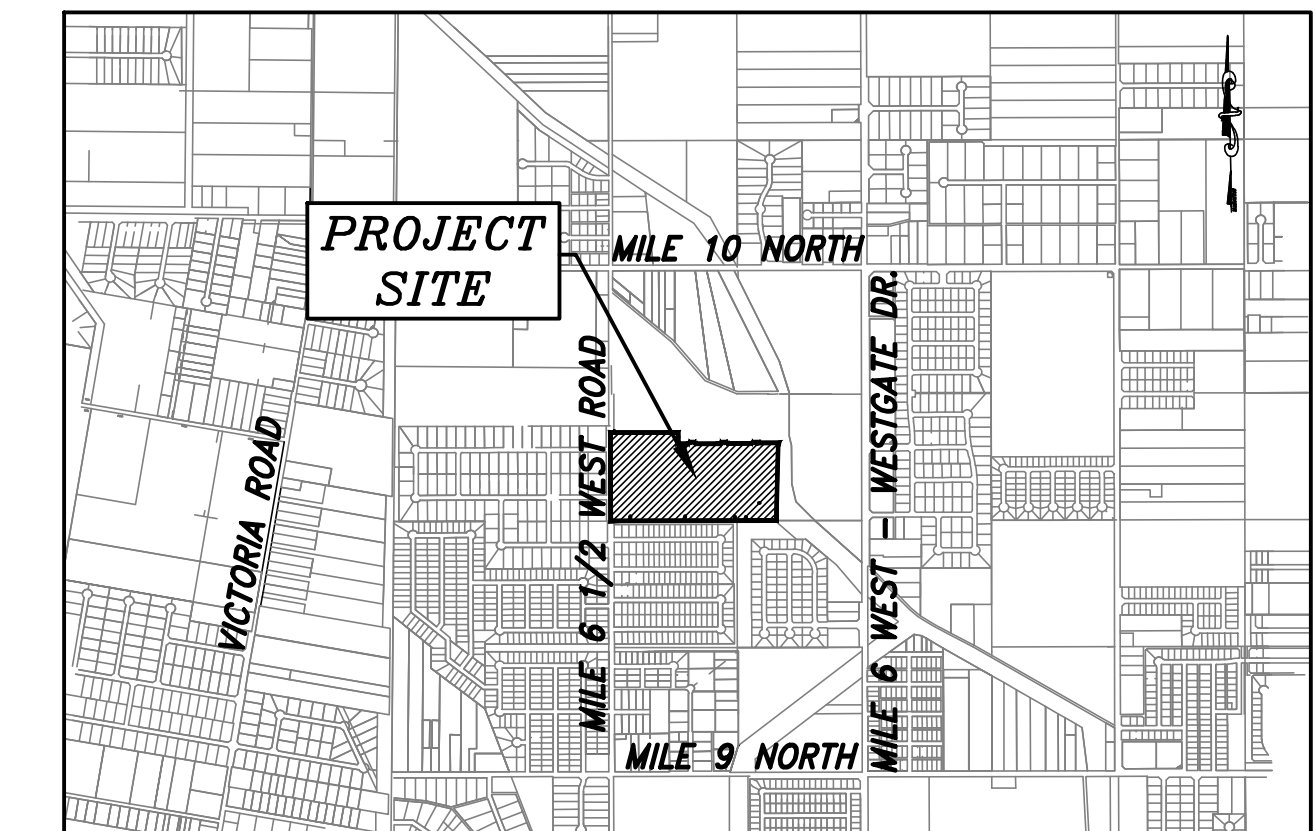 PROJECT
SITE
MILE 10 NORTH
VICTORIA ROAD
MILE 6 1/2 WEST ROAD
MILE 6 WEST - WESTGATE DR.
MILE 9 NORTH